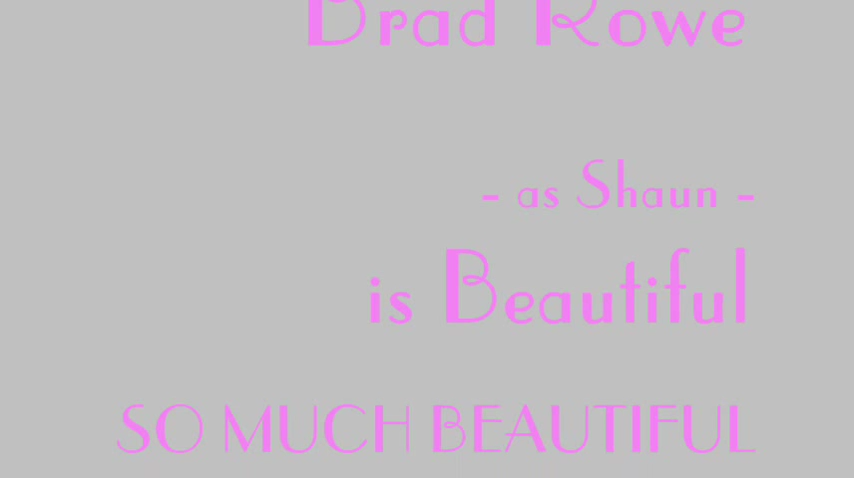 Brad Rowe
- as Shaun -
is Beautiful
SO MUCH BEAUTIFUL